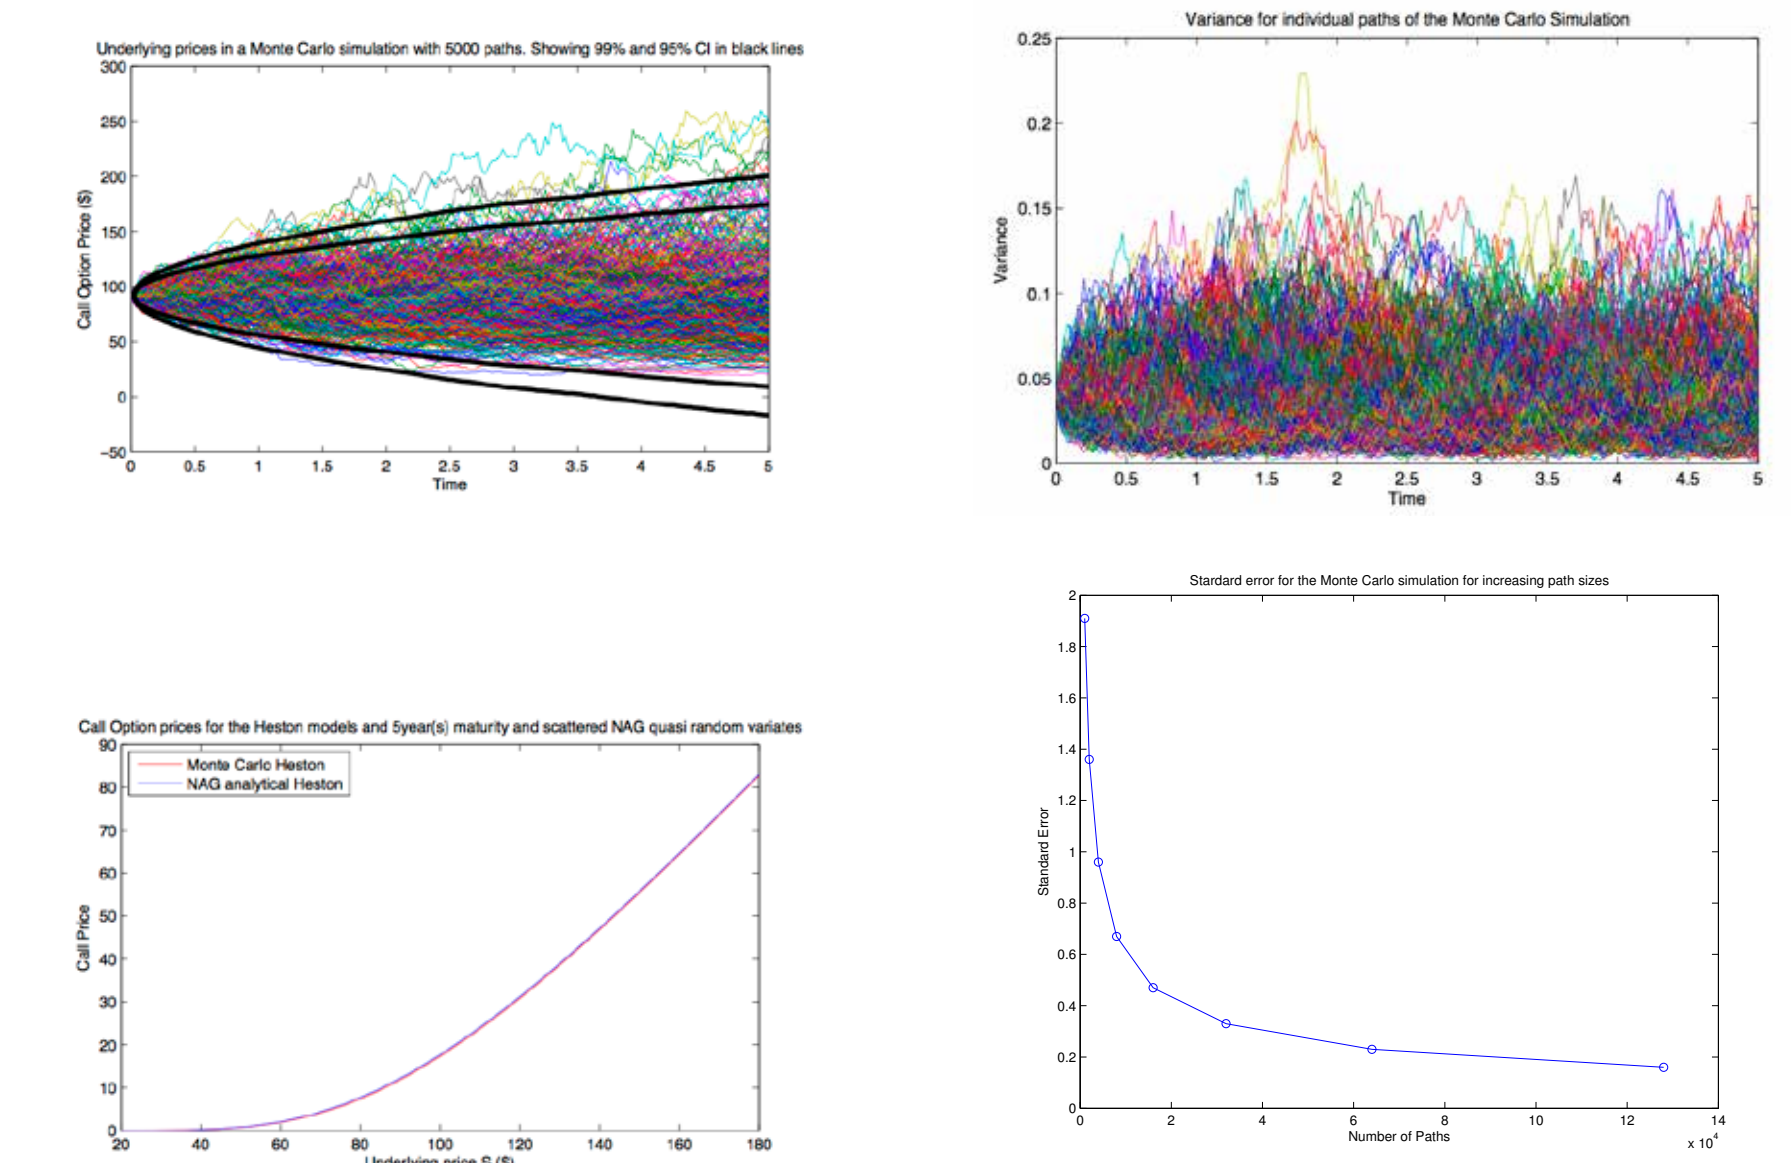 Underlying prices in a Monte Carlo simulation with 5000 paths. Showing 99% and 95% CI in black lines
300
250
200
150
100
50
0
−50
Call Option Price ($)
0 0.5 1 1.5 2 2.5 3 3.5 4 4.5 5
Time
Variance for individual paths of the Monte Carlo Simulation
0.25
0.2
0.15
0.1
0.05
0
Variance
0 0.5 1 1.5 2 2.5 3 3.5 4 4.5 5
Time
Call Option prices for the Heston models and 5year(s) maturity and scattered NAG quasi random variates
90
80
70
60
50
40
30
20
10
0
Call Price
Monte Carlo Heston
NAG analytical Heston
20 40 60 80 100 120 140 160 180
Underlying price S ($)
Stardard error for the Monte Carlo simulation for increasing path sizes
2
1.8
1.6
1.4
1.2
1
0.8
0.6
0.4
0.2
0
Standard Error
0 2 4 6 8 10 12 14
Number of Paths
x 10⁴